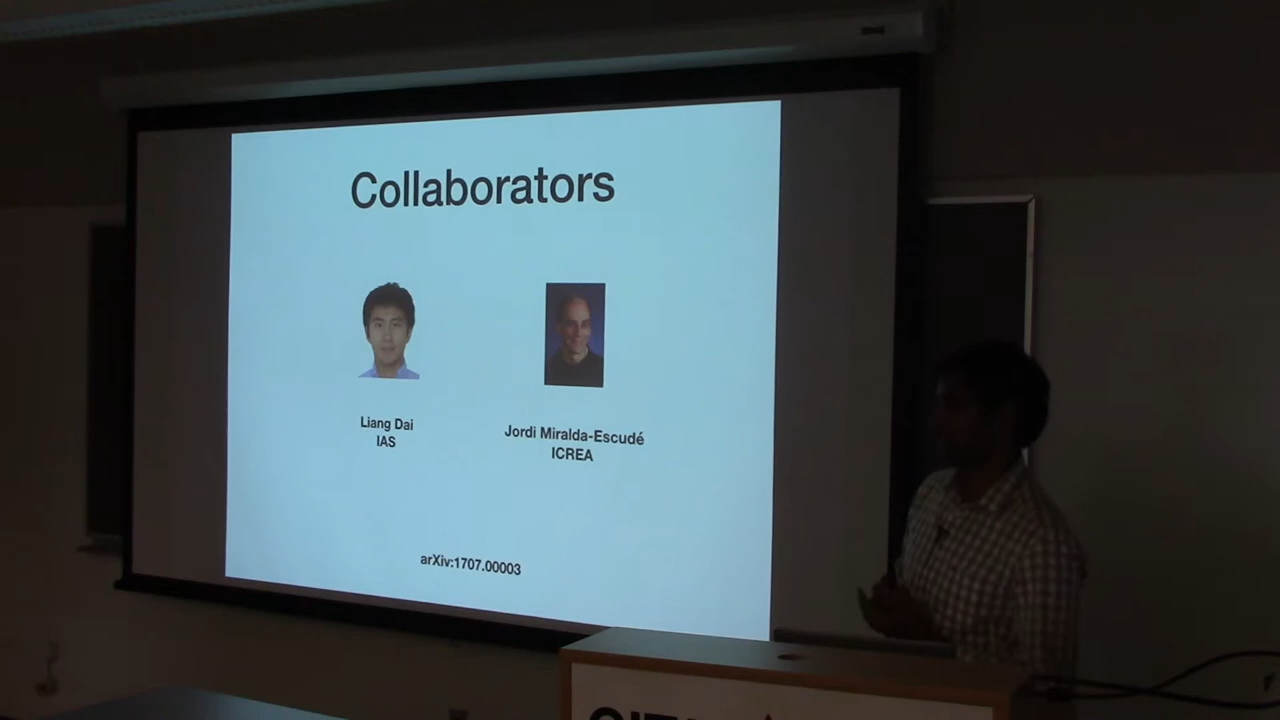 Collaborators
Liang Dai
IAS
Jordi Miralda-Escudé
ICREA
arXiv:1707.00003